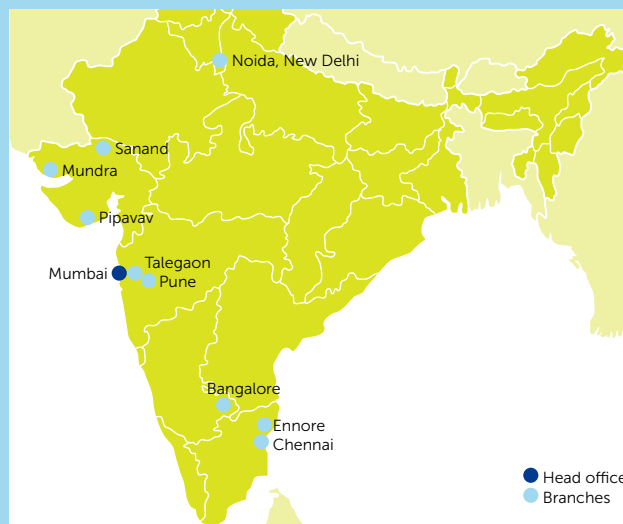 Noida, New Delhi
Sanand
Mundra
Pipavav
Talegaon
Mumbai
Pune
Bangalore
Ennore
Chennai
Head office
Branches